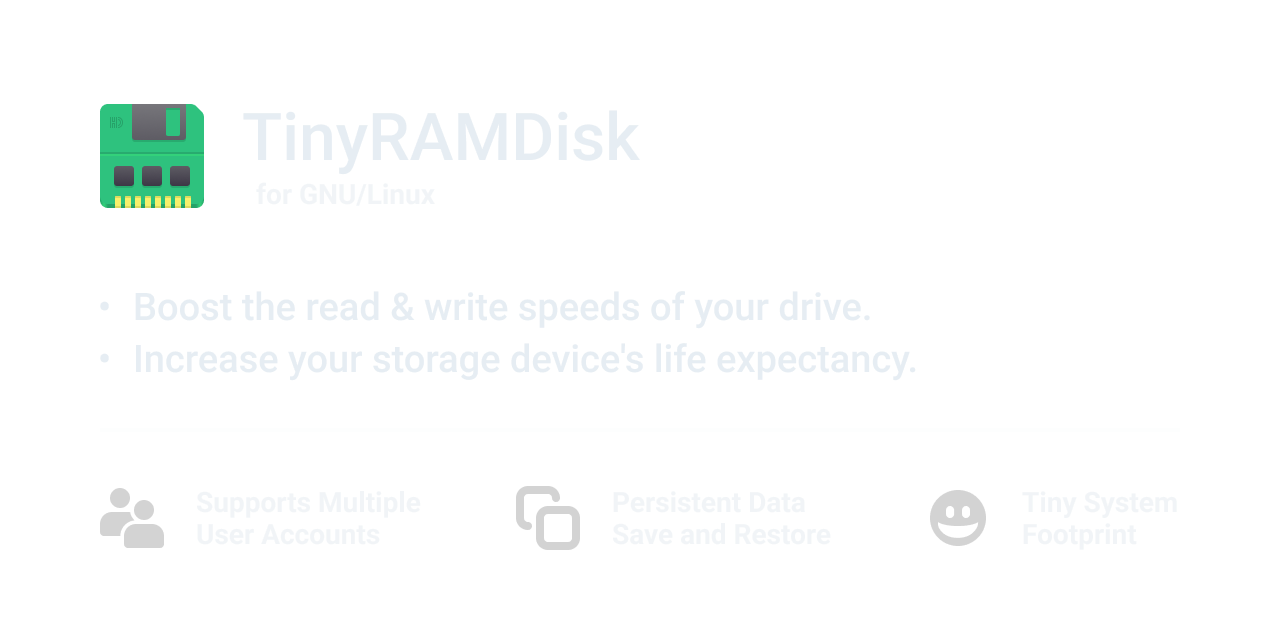 TinyRAMDisk
for GNU/Linux
• Boost the read & write speeds of your drive.
• Increase your storage device's life expectancy.
Supports Multiple
User Accounts
Persistent Data
Save and Restore
Tiny System
Footprint